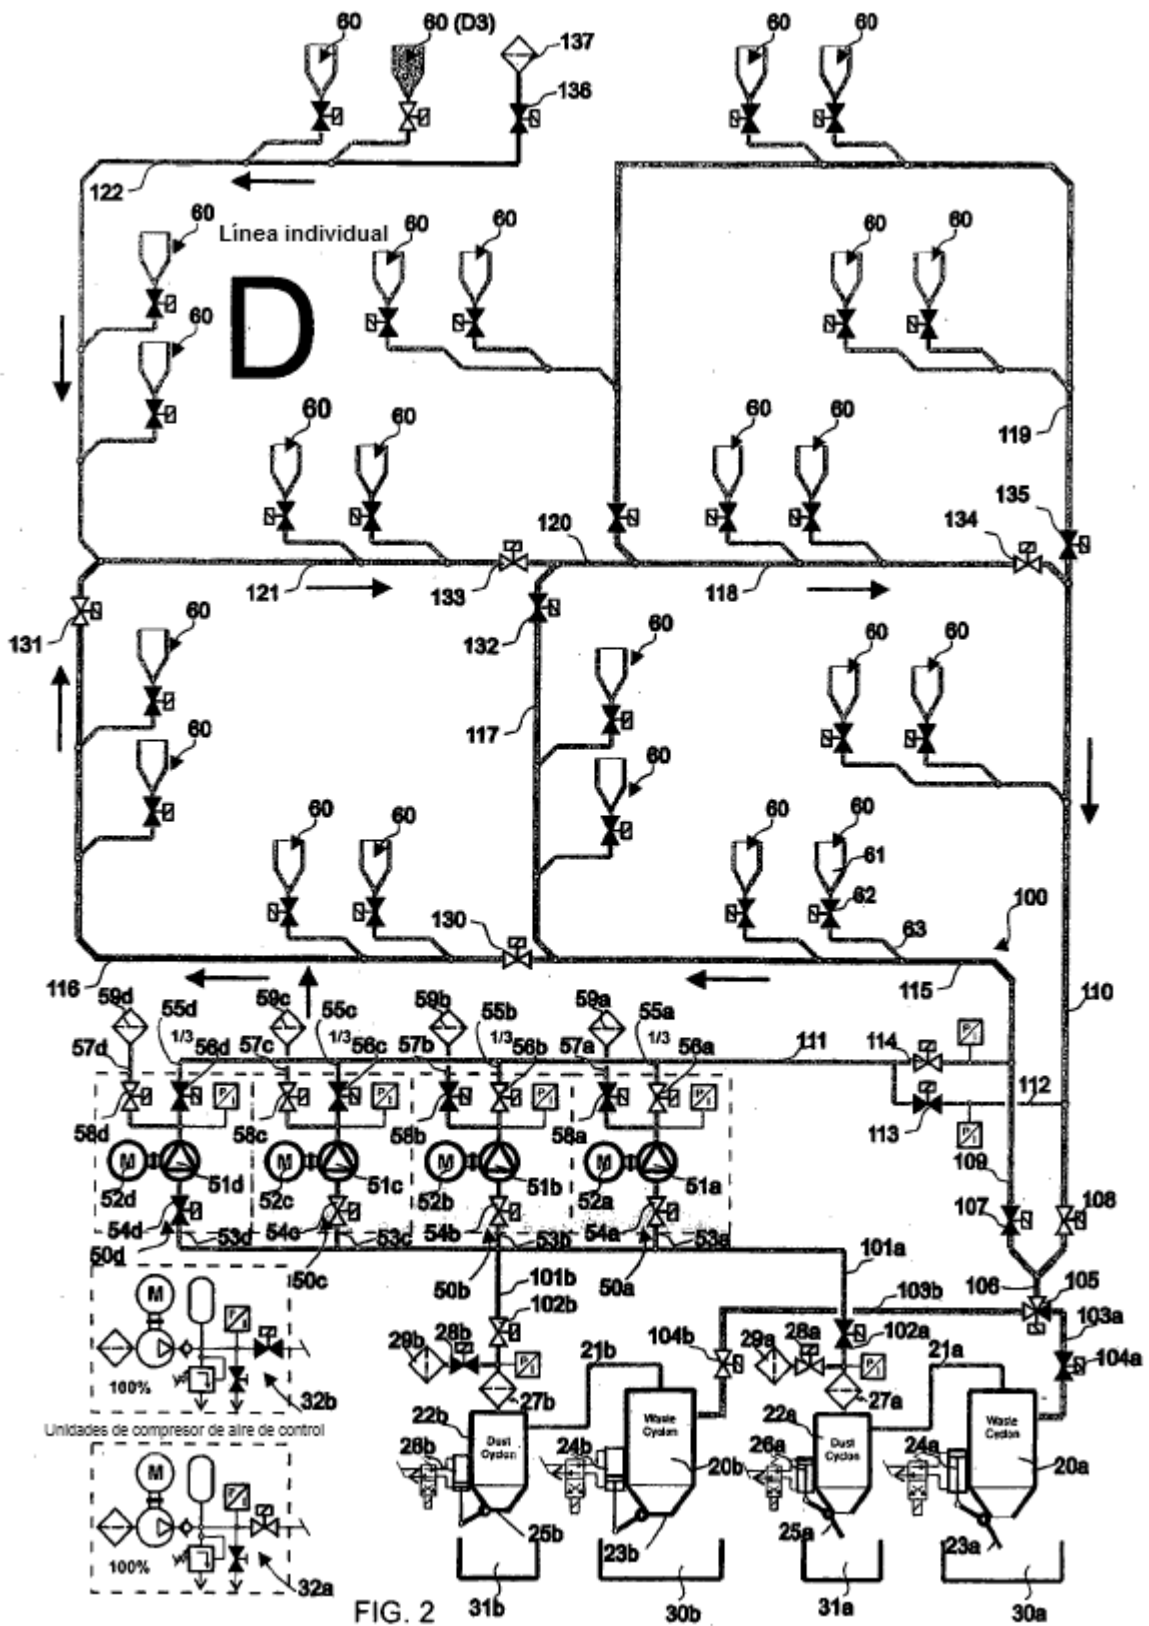 60
60 (D3)
137
60
60
136
122
60
Línea individual
60
60
60
60
60
D
60
60
60
60
119
135
120
134
121
133
118
131
132
60
60
60
60
117
60
60
60
60
60
60
61
130
62
100
63
116
115
110
59d
55d
59c
55c
59b
55b
59a
55a
1/3
1/3
1/3
57d
56d
57c
56c
57b
56b
57a
56a
111
114
P/I
P/I
P/I
P/I
P/I
112
58d
58c
58b
58a
113
P/I
M
M
M
M
109
52d
51d
52c
51c
52b
51b
52a
51a
107
108
54d
53d
54c
53c
54b
53b
54a
53a
101a
50d
50c
50b
50a
101b
106
105
103b
102b
103a
M
P/I
29b
28b
104b
29a
28a
102a
104a
P/I
21b
P/I
21a
100%
32b
27b
27a
Unidades de compresor de alire de control
22b
Dust
Cyclon
Waste
Cyclon
22a
Dust
Cyclon
Waste
Cyclon
M
P/I
28b
24b
20b
26a
24a
20a
25b
23b
25a
23a
100%
32a
31b
30b
31a
30a
FIG. 2